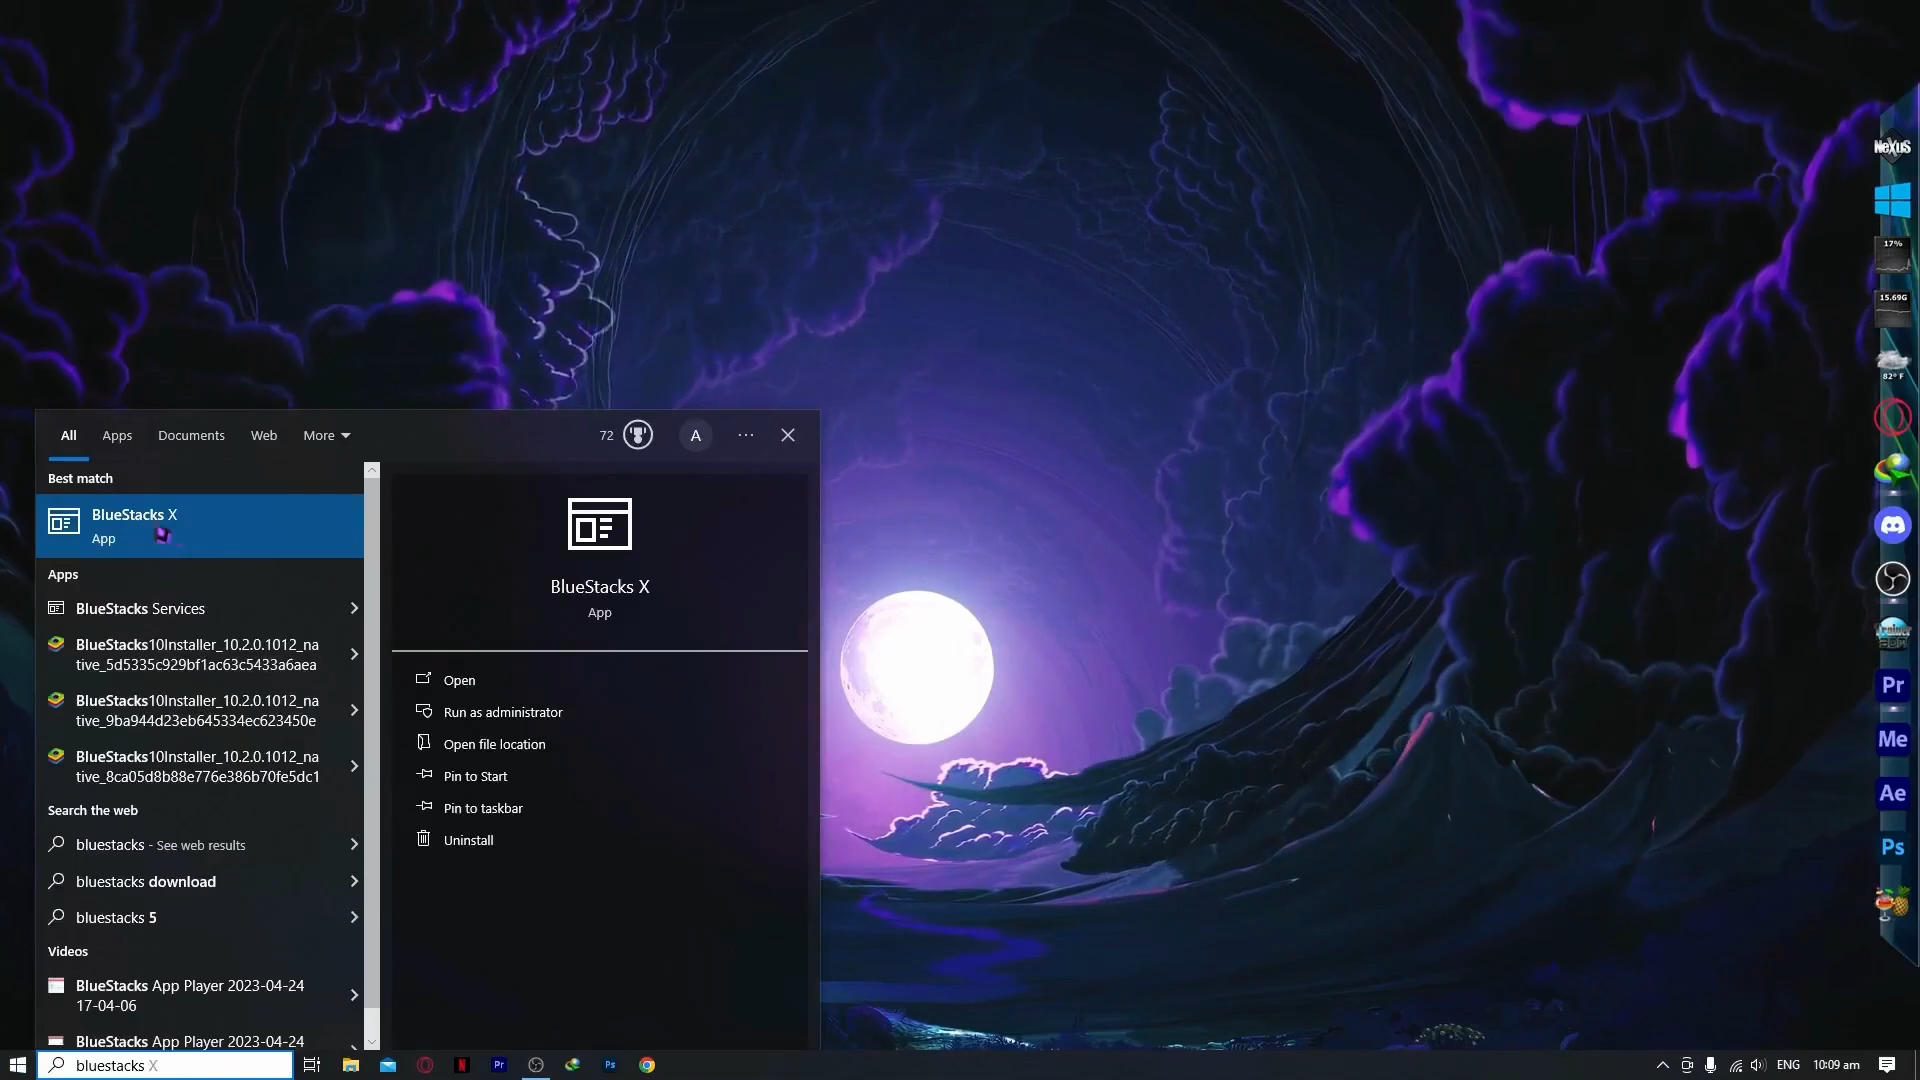 NeXuS
17%
15.69G
82° F
All
Apps
Documents
Web
More
72
A
Best match
BlueStacks X
App
Apps
BlueStacks Services
BlueStacks10Installer_10.2.0.1012_na
tive_5d5335c929bf1ac63c5433a6aea
BlueStacks10Installer_10.2.0.1012_na
tive_9ba944d23eb645334ec623450e
BlueStacks10Installer_10.2.0.1012_na
tive_8ca05d8b88e776e386b70fe5dc1
Search the web
bluestacks - See web results
bluestacks download
bluestacks 5
Videos
BlueStacks App Player 2023-04-24
17-04-06
BlueStacks App Player 2023-04-24
BlueStacks X
App
Open
Run as administrator
Open file location
Pin to Start
Pin to taskbar
Uninstall
Pr
Me
Ae
Ps
bluestacks X
N
Pr
Ps
ENG
10:09 am